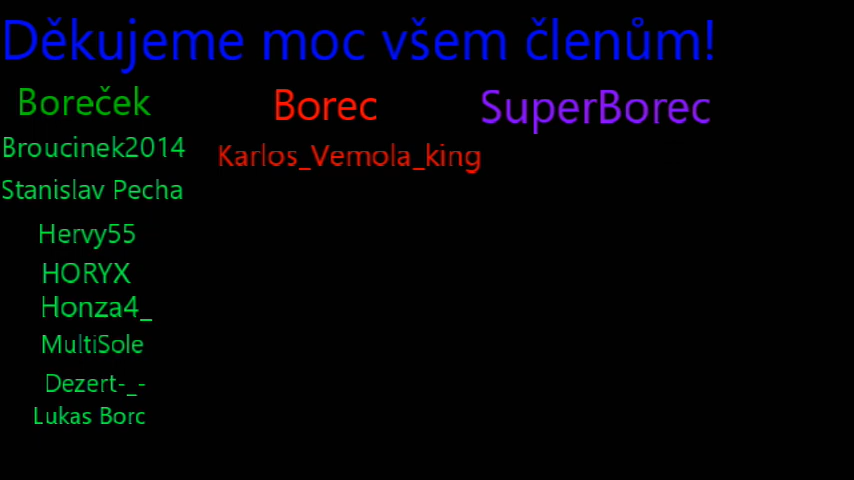 Děkujeme moc všem členům!
Boreček
Borec
SuperBorec
Broucinek2014
Karlos_Vemola_king
Stanislav Pecha
Hervy55
HORYX
Honza4_
MultiSole
Dezert-_-
Lukas Borc